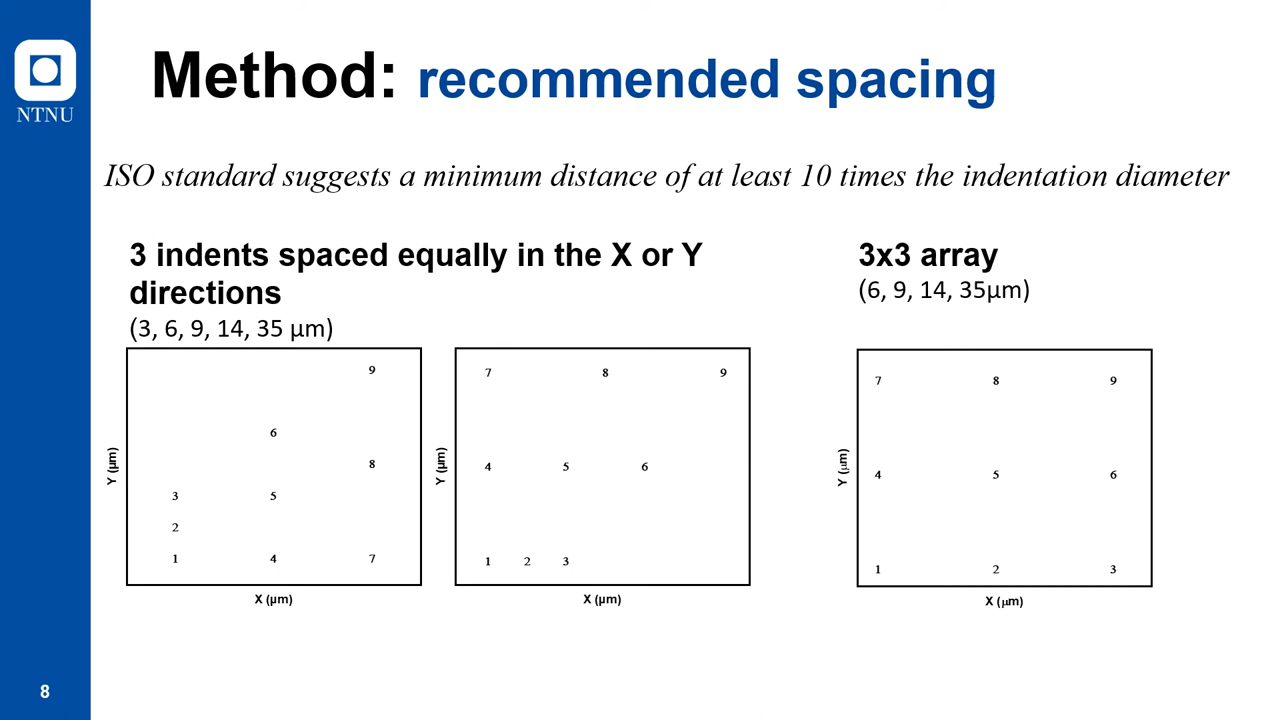 NTNU
Method: recommended spacing
ISO standard suggests a minimum distance of at least 10 times the indentation diameter
3 indents spaced equally in the X or Y
directions
(3, 6, 9, 14, 35 μm)
9
6
8
3
5
2
1
4
7
Y (μm)
X (μm)
7
8
9
4
5
6
1
2
3
Y (μm)
X (μm)
3x3 array
(6, 9, 14, 35μm)
7
8
9
4
5
6
1
2
3
Y (μm)
X (μm)
8